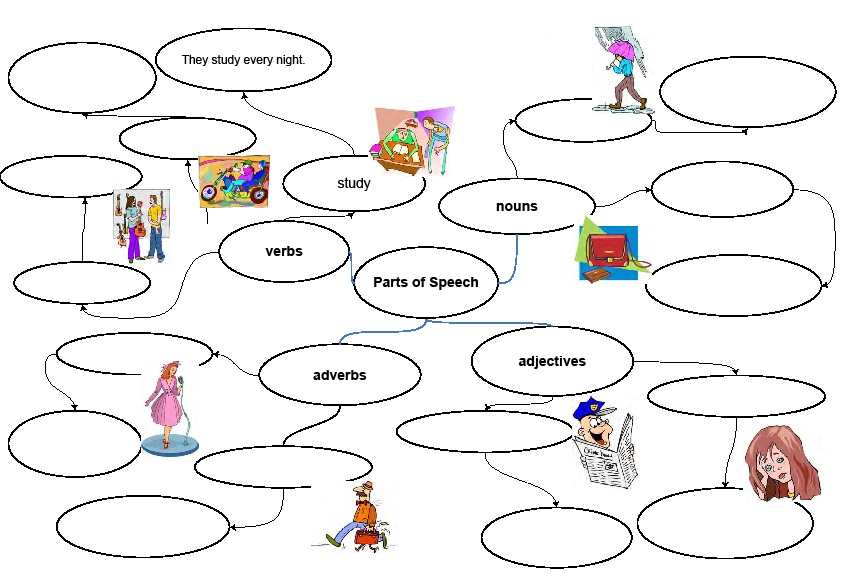 They study every night.
study
nouns
verbs
Parts of Speech
adverbs
adjectives